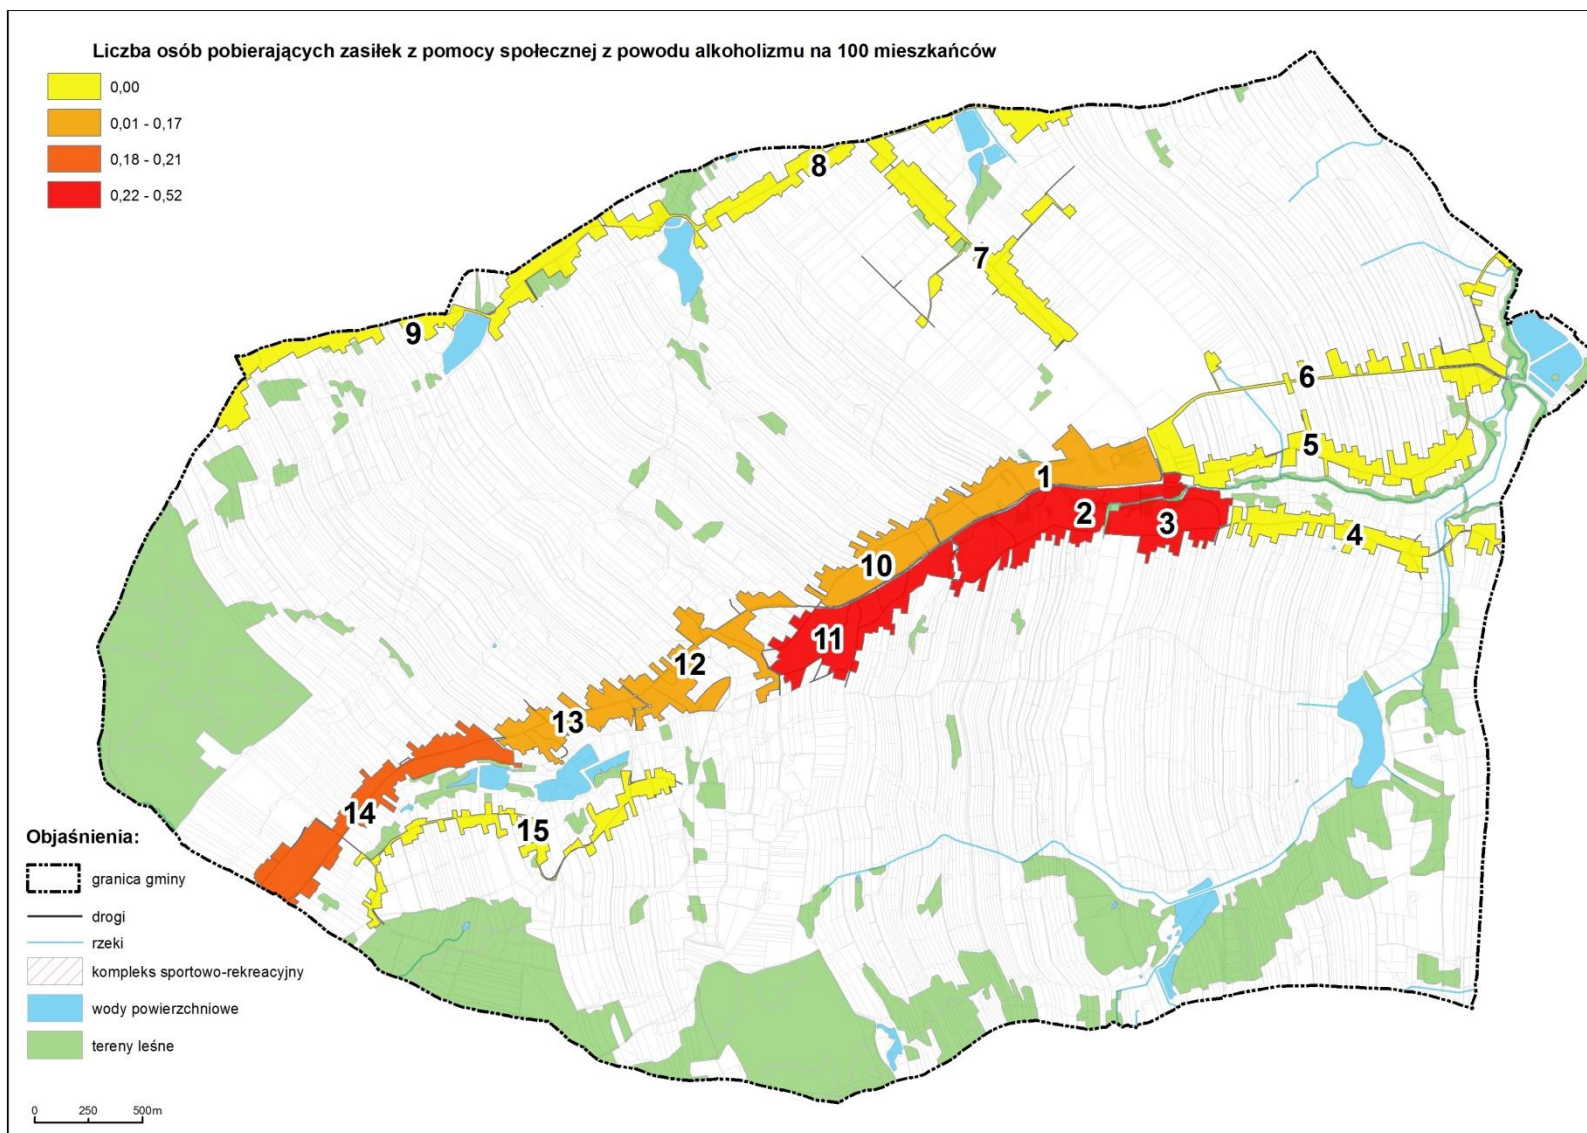 Liczba osób pobierających zasiłek z pomocy społecznej z powodu alkoholizmu na 100 mieszkańców
0,00
0,01 - 0,17
0,18 - 0,21
0,22 - 0,52
8
7
9
6
5
1
2
3
4
10
11
12
13
14
15
Objaśnienia:
granica gminy
drogi
rzeki
kompleks sportowo-rekreacyjny
wody powierzchniowe
tereny leśne
0 250 500m